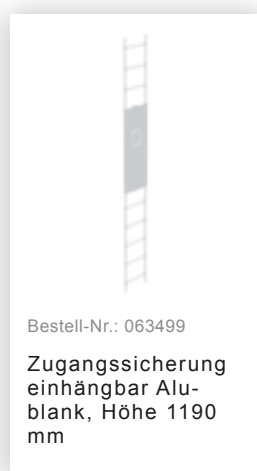 Bestell-Nr.: 063499
Zugangssicherung
einhängbar Alu-
blank, Höhe 1190
mm